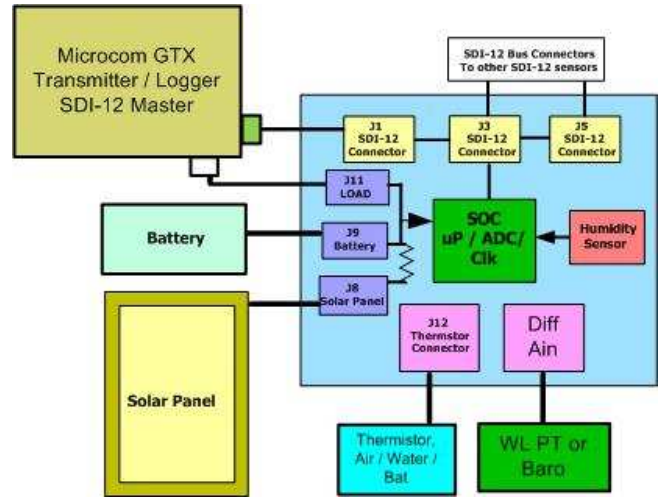 Microcom GTX
Transmitter / Logger
SDI-12 Master
SDI-12 Bus Connectors
To other SDI-12 sensors
J1
SDI-12
Connector
J3
SDI-12
Connector
J5
SDI-12
Connector
J11
LOAD
Battery
J9
Battery
SOC
uP / ADC/
Clk
Humidity
Sensor
J8
Solar Panel
J12
Thermstor
Connector
Diff
Ain
Solar Panel
Thermistor,
Air / Water /
Bat
WL PT or
Baro